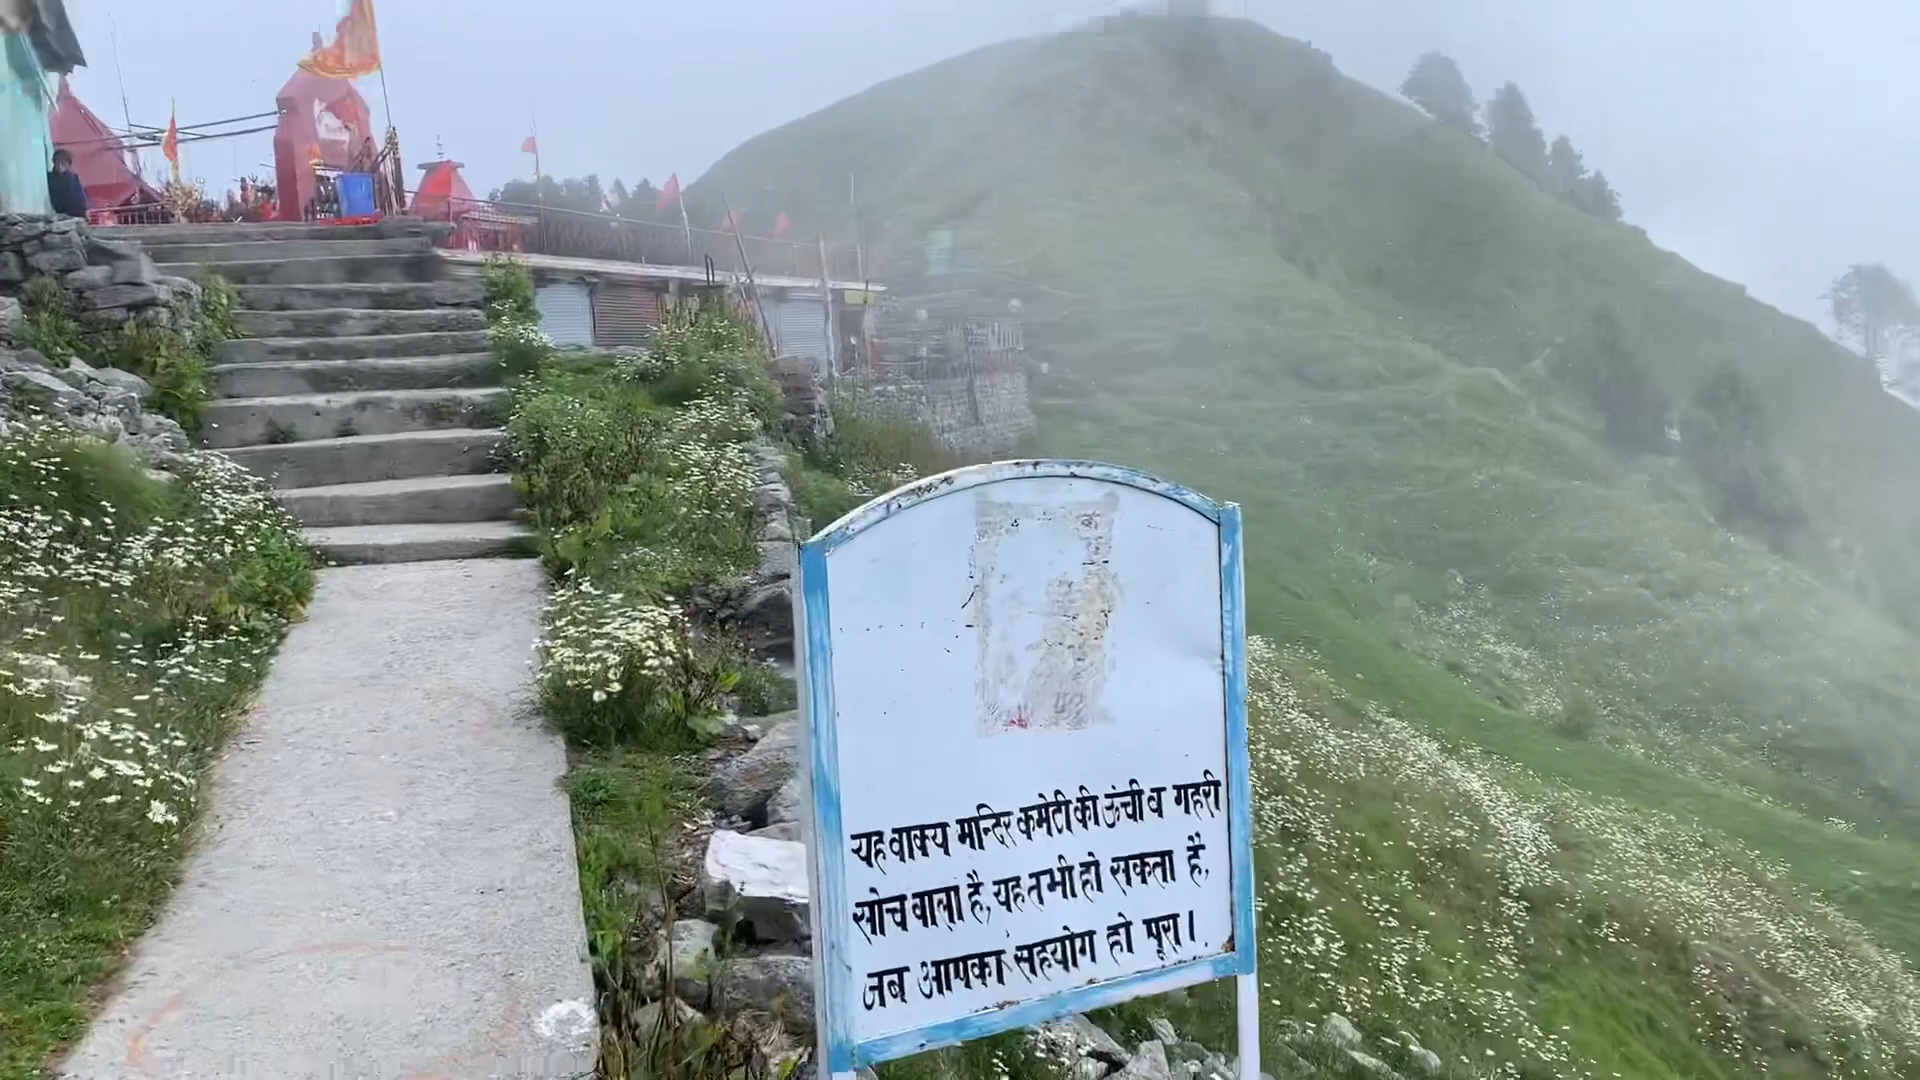 यह वाक्य मन्दिर कमेटी की ऊंची व गहरी
सोच वाला है, यह तभी हो सकता है,
जब आपका सहयोग हो पूरा।